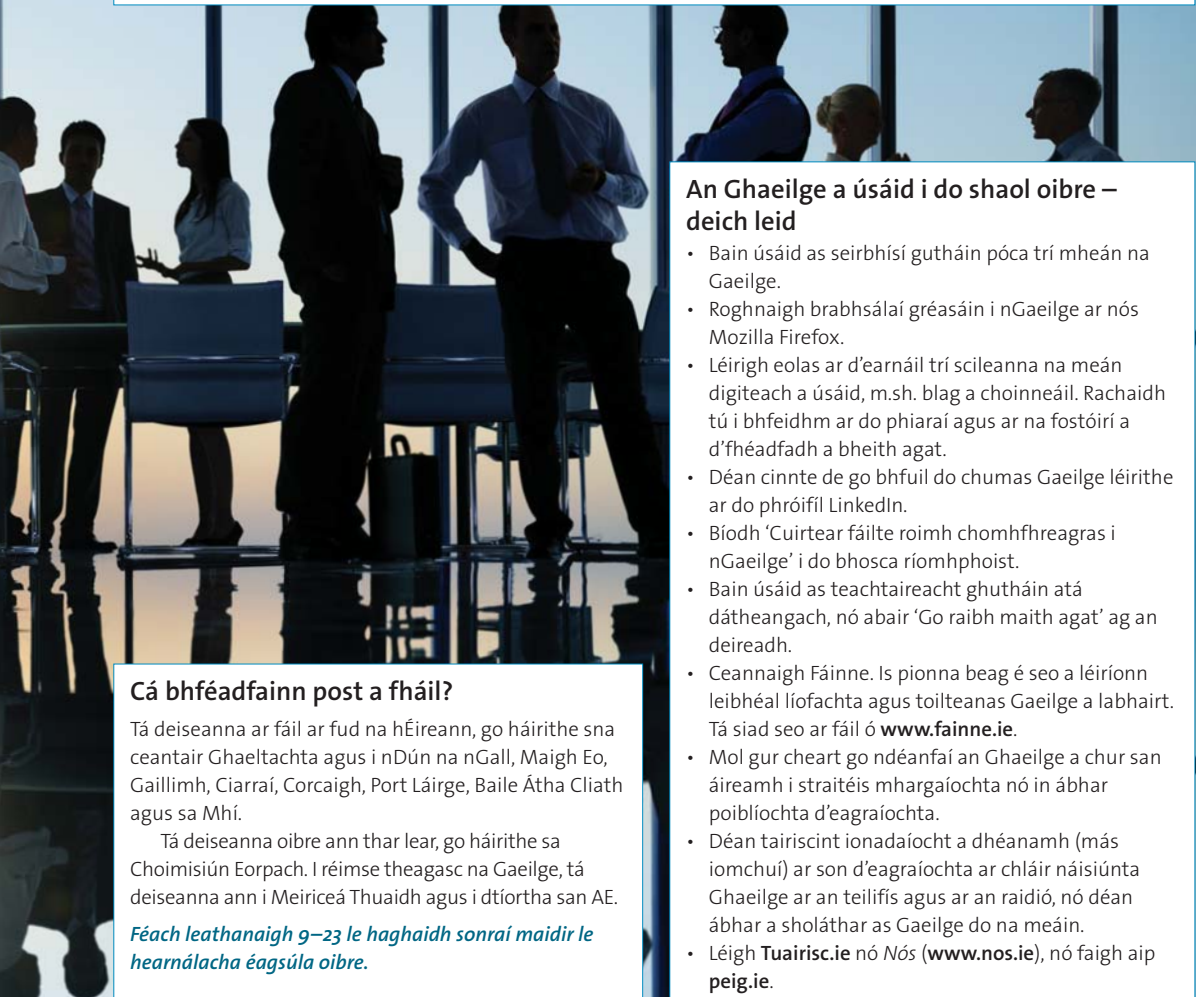 Cá bhféadfainn post a fháil?
Tá deiseanna ar fáil ar fud na hÉireann, go háirithe sna
ceantair Ghaeltachta agus i nDún na nGall, Maigh Eo,
Gaillimh, Ciarraí, Corcaigh, Port Láirge, Baile Átha Cliath
agus sa Mhí.
Tá deiseanna oibre ann thar lear, go háirithe sa
Choimisiún Eorpach. I réimse theagasc na Gaeilge, tá
deiseanna ann i Meiriceá Thuaidh agus i dtíortha san AE.
Féach leathanaigh 9–23 le haghaidh sonraí maidir le
hearnálacha éagsúla oibre.
An Ghaeilge a úsáid i do shaol oibre –
deich leid
• Bain úsáid as seirbhísí gutháin póca trí mheán na
Gaeilge.
• Roghnaigh brabhsálaí gréasáin i nGaeilge ar nós
Mozilla Firefox.
• Léirigh eolas ar d'earnáil trí scileanna na meán
digiteach a úsáid, m.sh. blag a choinneáil. Rachaidh
tú i bhfeidhm ar do phiaraí agus ar na fostóirí a
d'fhéadfadh a bheith agat.
• Déan cinnte de go bhfuil do chumas Gaeilge léirithe
ar do phróifíl LinkedIn.
• Bíodh 'Cuirtear fáilte roimh chomhfhreagras i
nGaeilge' i do bhosca ríomhphoist.
• Bain úsáid as teachtaireacht ghutháin atá
dátheangach, nó abair 'Go raibh maith agat' ag an
deireadh.
• Ceannaigh Fáinne. Is pionna beag é seo a léiríonn
leibhéal líofachta agus toilteanas Gaeilge a labhairt.
Tá siad seo ar fáil ó www.fainne.ie.
• Mol gur cheart go ndéanfaí an Ghaeilge a chur san
áireamh i straitéis mhargaíochta nó in ábhar
poiblíochta d'eagraíochta.
• Déan tairiscint ionadaíocht a dhéanamh (más
iomchuí) ar son d'eagraíochta ar chláir náisiúnta
Ghaeilge ar an teilifís agus ar an raidió, nó déan
ábhar a sholáthar as Gaeilge do na meáin.
• Léigh Tuairisc.ie nó Nós (www.nos.ie), nó faigh aip
peig.ie.